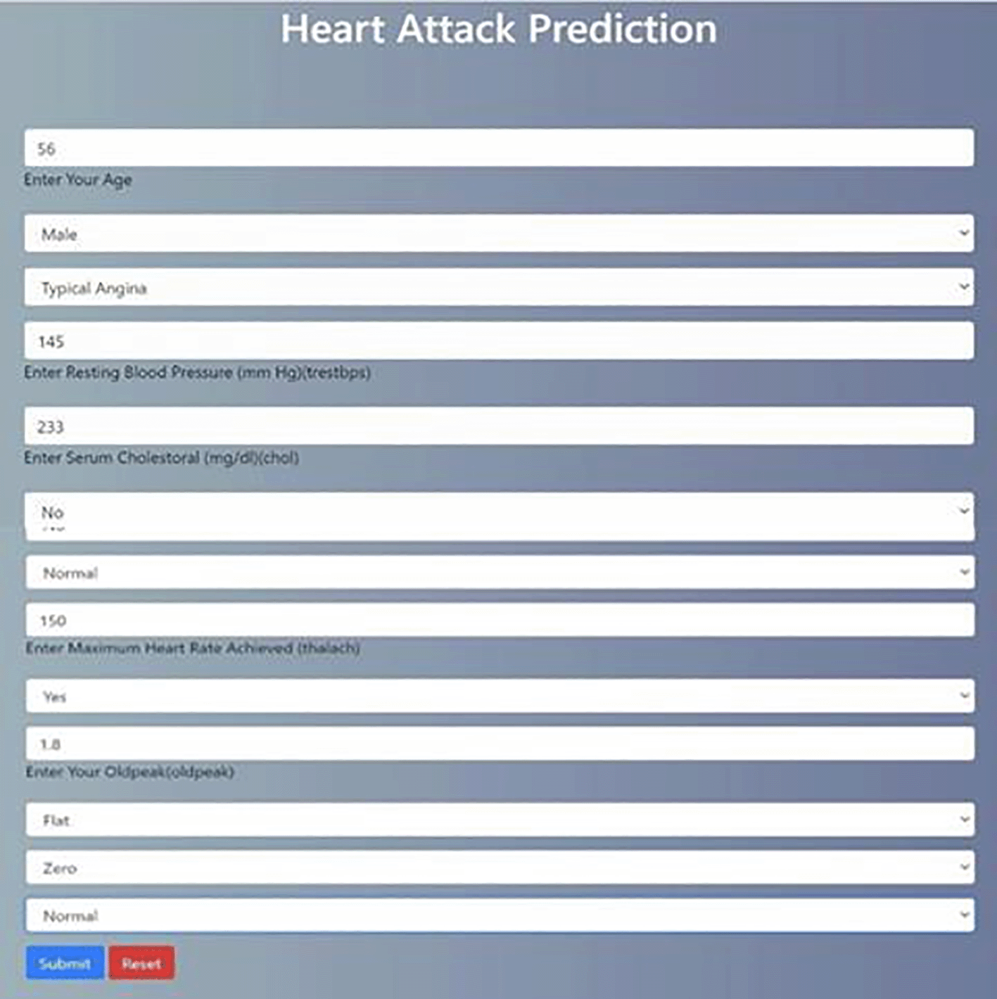 Heart Attack Prediction
56
Enter Your Age
Male
Typical Angina
145
Enter Resting Blood Pressure (mm Hg)(trestbps)
233
Enter Serum Cholestoral (mg/dl)(chol)
No
Normal
150
Enter Maximum Heart Rate Achieved (thalach)
Yes
1.8
Enter Your Oldpeak(oldpeak)
Flat
Zero
Normal
Submit Reset